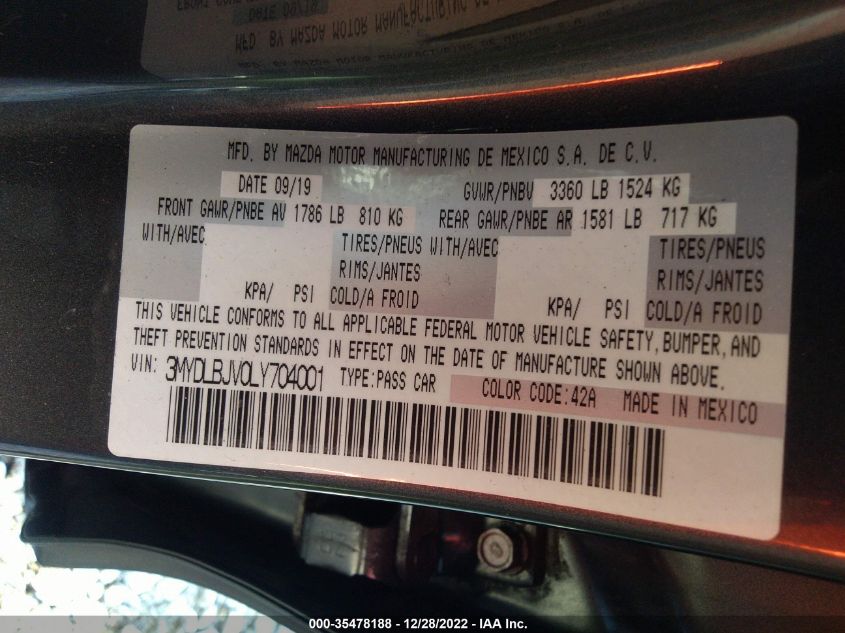 MFD. BY MAZDA MOTOR MANUFACTURING DE MEXICO S.A. DE C.V.
DATE 09/19 GVWR/PNBV 3360 LB 1524 KG
FRONT GAWR/PNBE AV 1786 LB 810 KG REAR GAWR/PNBE AR 1581 LB 717 KG
WITH/AVEC TIRES/PNEUS WITH/AVEC TIRES/PNEUS
RIMS/JANTES RIMS/JANTES
KPA/ PSI COLD/A FROID KPA/ PSI COLD/A FROID
THIS VEHICLE CONFORMS TO ALL APPLICABLE FEDERAL MOTOR VEHICLE SAFETY, BUMPER, AND
THEFT PREVENTION STANDARDS IN EFFECT ON THE DATE OF MANUFACTURE SHOWN ABOVE.
VIN: 3MYDLBJV0LY704001 TYPE:PASS CAR COLOR CODE:42A MADE IN MEXICO
000-35478188 - 12/28/2022 - IAA Inc.